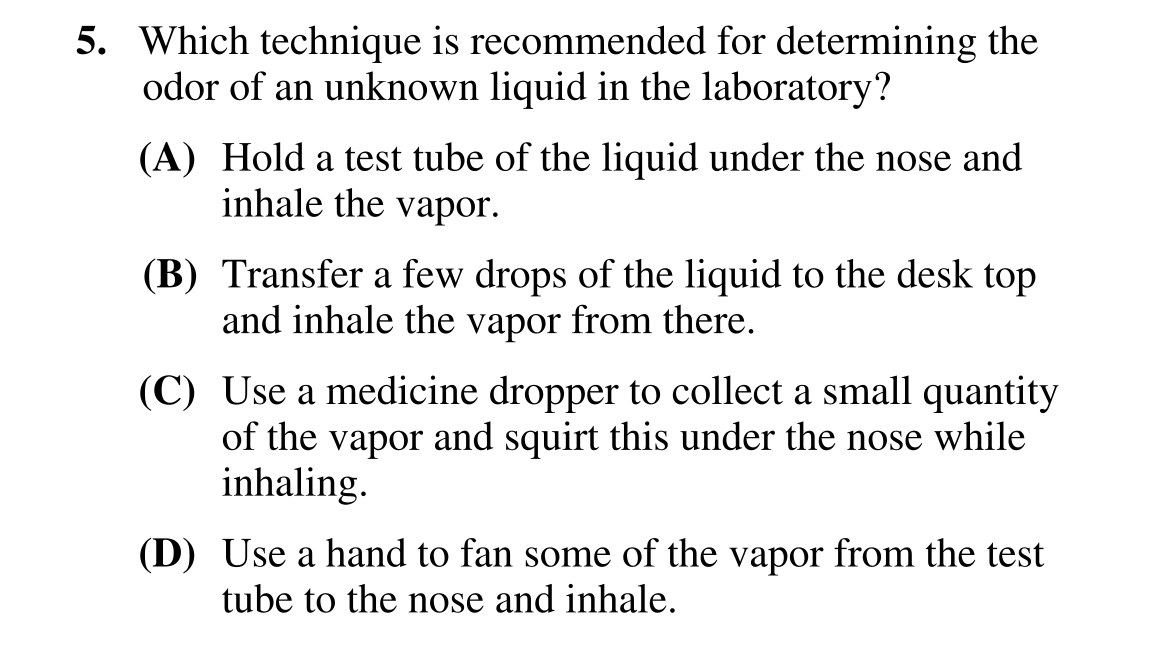 5. Which technique is recommended for determining the
odor of an unknown liquid in the laboratory?
(A) Hold a test tube of the liquid under the nose and
inhale the vapor.
(B) Transfer a few drops of the liquid to the desk top
and inhale the vapor from there.
(C) Use a medicine dropper to collect a small quantity
of the vapor and squirt this under the nose while
inhaling.
(D) Use a hand to fan some of the vapor from the test
tube to the nose and inhale.